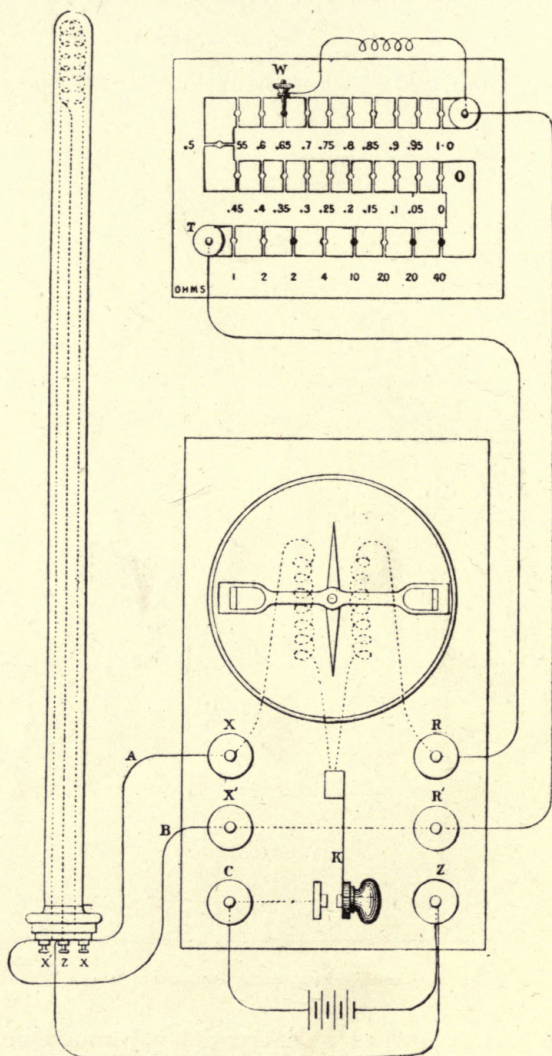 W
.5 .55 .6 .65 .7 .75 .8 .85 .9 .95 1·0
O
.45 .4 .35 .3 .25 .2 .15 .1 .05 0
T
1 2 2 4 10 20 20 40
OHMS
X R
A
X' R'
B
K
C Z
X' Z X